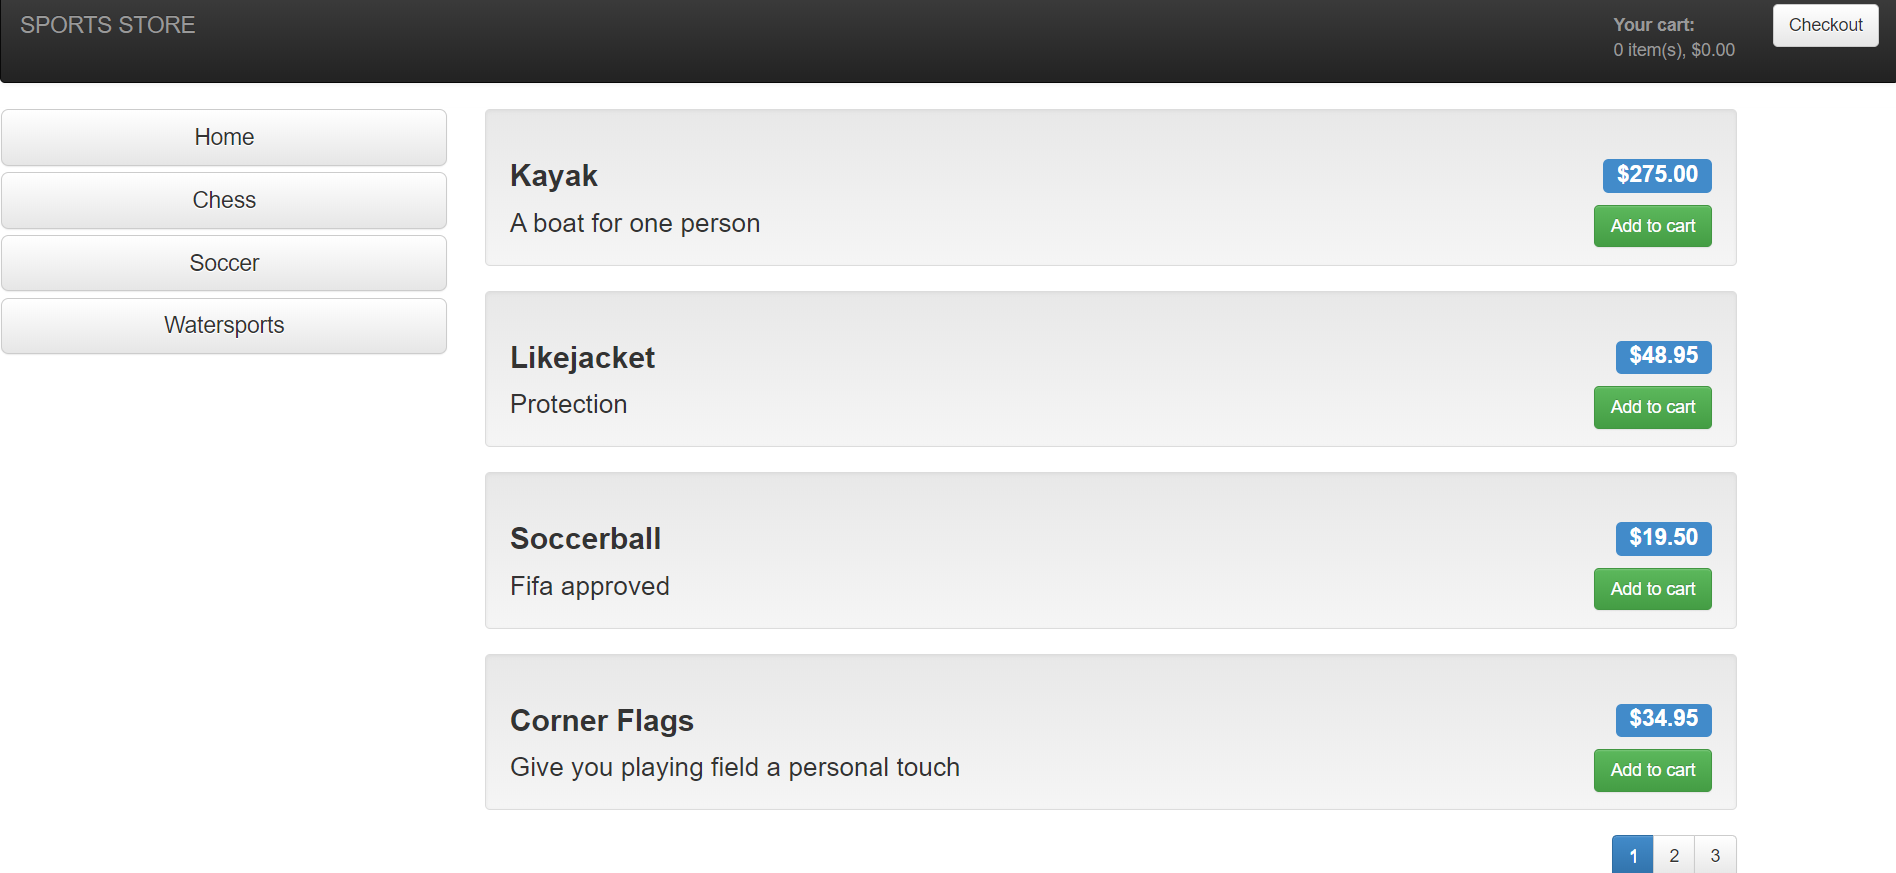 SPORTS STORE
Your cart:
0 item(s), $0.00
Checkout
Home
Chess
Soccer
Watersports
Kayak
$275.00
A boat for one person
Add to cart
Likejacket
$48.95
Protection
Add to cart
Soccerball
$19.50
Fifa approved
Add to cart
Corner Flags
$34.95
Give you playing field a personal touch
Add to cart
1 2 3